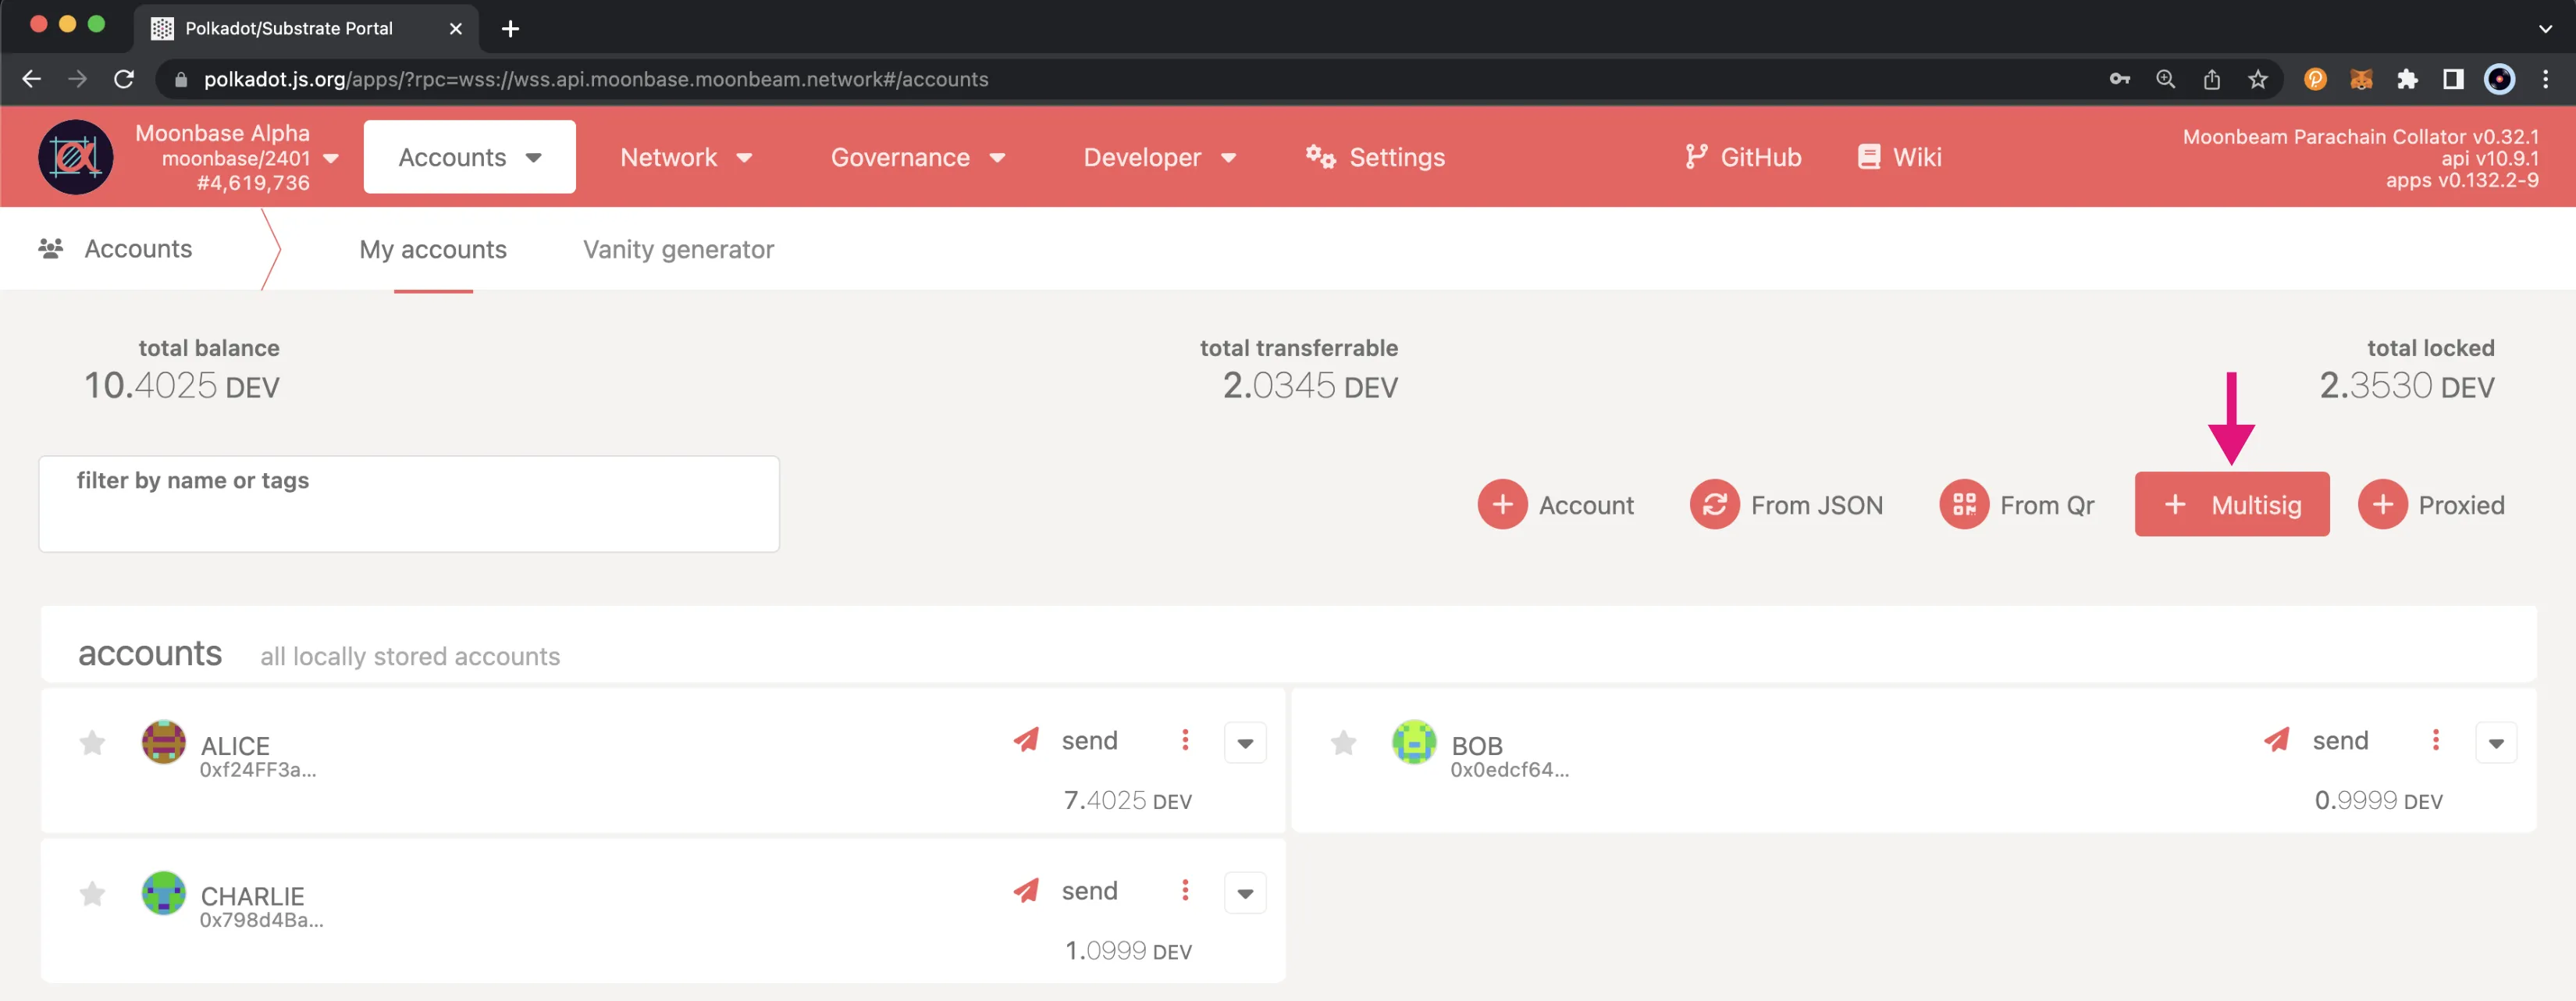 Polkadot/Substrate Portal
polkadot.js.org/apps/?rpc=wss://wss.api.moonbase.moonbeam.network#/accounts
Moonbase Alpha
moonbase/2401
#4,619,736
Accounts
Network
Governance
Developer
Settings
GitHub
Wiki
Moonbeam Parachain Collator v0.32.1
api v10.9.1
apps v0.132.2-9
Accounts
My accounts
Vanity generator
total balance
10.4025 DEV
total transferrable
2.0345 DEV
total locked
2.3530 DEV
filter by name or tags
Account
From JSON
From Qr
Multisig
Proxied
accounts
all locally stored accounts
ALICE
0xf24FF3a...
send
7.4025 DEV
BOB
0x0edcf64...
send
0.9999 DEV
CHARLIE
0x798d4Ba...
send
1.0999 DEV